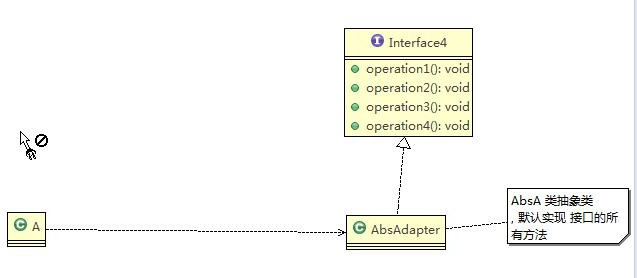 I Interface4
operation1(): void
operation2(): void
operation3(): void
operation4(): void
C A
C AbsAdapter
AbsA 类抽象类
, 默认实现 接口的所
有方法